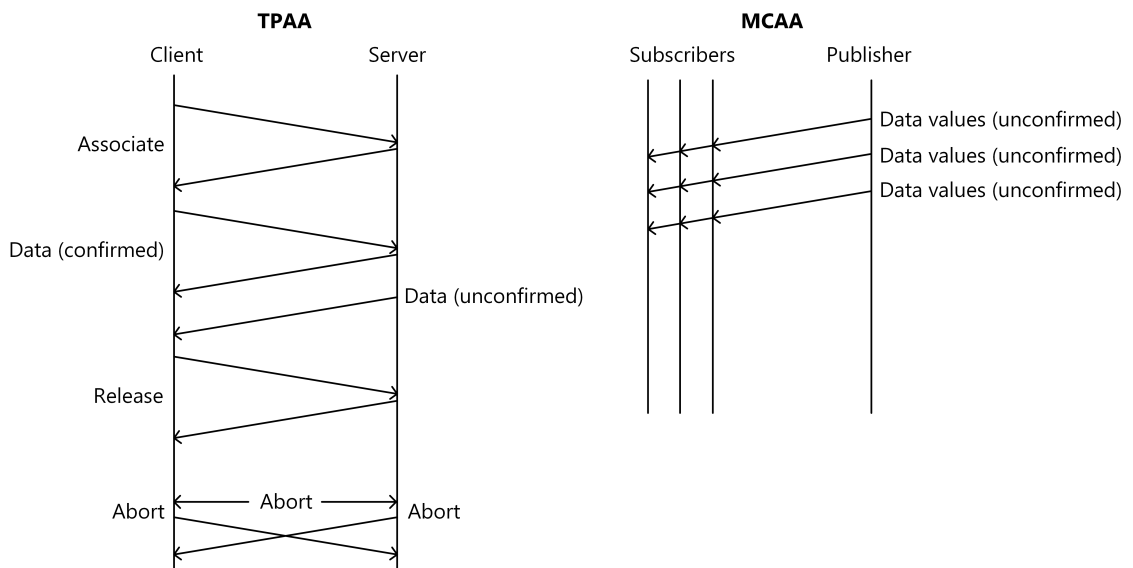 TPAA
Client
Server
Associate
Data (confirmed)
Data (unconfirmed)
Release
Abort
Abort
Abort
MCAA
Subscribers
Publisher
Data values (unconfirmed)
Data values (unconfirmed)
Data values (unconfirmed)